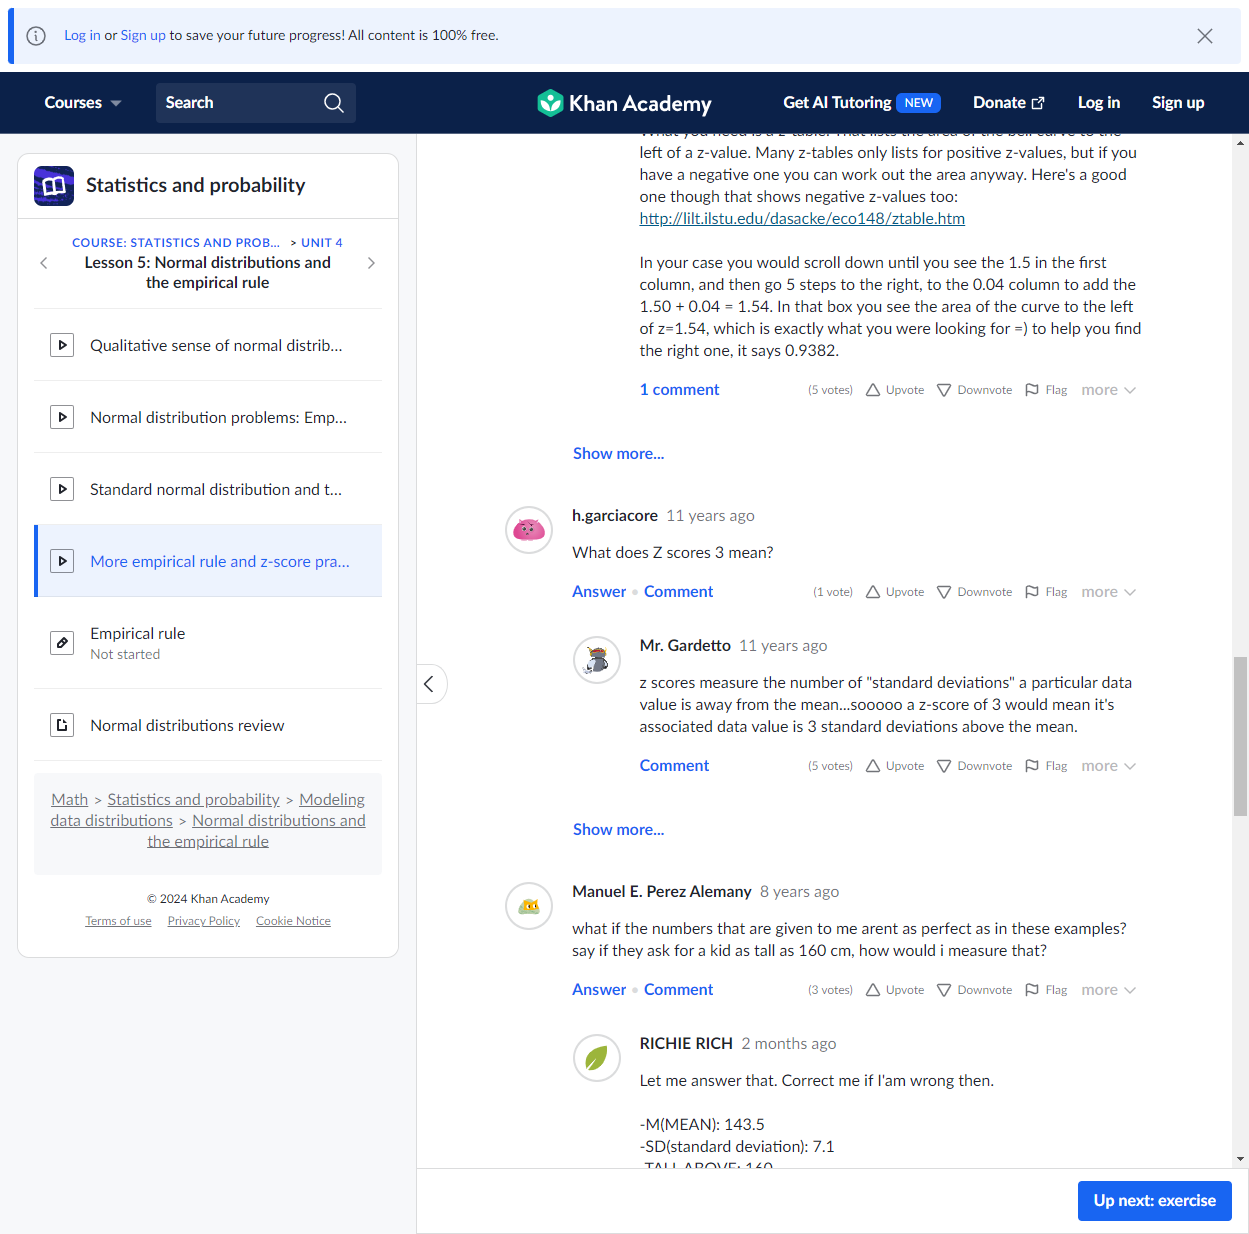 Log in or Sign up to save your future progress! All content is 100% free.
Courses
Search
Khan Academy
Get AI Tutoring NEW
Donate
Log in
Sign up
Statistics and probability
COURSE: STATISTICS AND PROB... > UNIT 4
Lesson 5: Normal distributions and
the empirical rule
Qualitative sense of normal distrib...
Normal distribution problems: Emp...
Standard normal distribution and t...
More empirical rule and z-score pra...
Empirical rule
Not started
Normal distributions review
Math > Statistics and probability > Modeling
data distributions > Normal distributions and
the empirical rule
© 2024 Khan Academy
Terms of use Privacy Policy Cookie Notice
What you need is a z-table. That lists the area of the bell curve to the
left of a z-value. Many z-tables only lists for positive z-values, but if you
have a negative one you can work out the area anyway. Here's a good
one though that shows negative z-values too:
http://lilt.ilstu.edu/dasacke/eco148/ztable.htm
In your case you would scroll down until you see the 1.5 in the first
column, and then go 5 steps to the right, to the 0.04 column to add the
1.50 + 0.04 = 1.54. In that box you see the area of the curve to the left
of z=1.54, which is exactly what you were looking for =) to help you find
the right one, it says 0.9382.
1 comment (5 votes) Upvote Downvote Flag more
Show more...
h.garciacore 11 years ago
What does Z scores 3 mean?
Answer • Comment (1 vote) Upvote Downvote Flag more
Mr. Gardetto 11 years ago
z scores measure the number of "standard deviations" a particular data
value is away from the mean...sooooo a z-score of 3 would mean it's
associated data value is 3 standard deviations above the mean.
Comment (5 votes) Upvote Downvote Flag more
Show more...
Manuel E. Perez Alemany 8 years ago
what if the numbers that are given to me arent as perfect as in these examples?
say if they ask for a kid as tall as 160 cm, how would i measure that?
Answer • Comment (3 votes) Upvote Downvote Flag more
RICHIE RICH 2 months ago
Let me answer that. Correct me if I'am wrong then.
-M(MEAN): 143.5
-SD(standard deviation): 7.1
-TALL ABOVE: 160
Up next: exercise